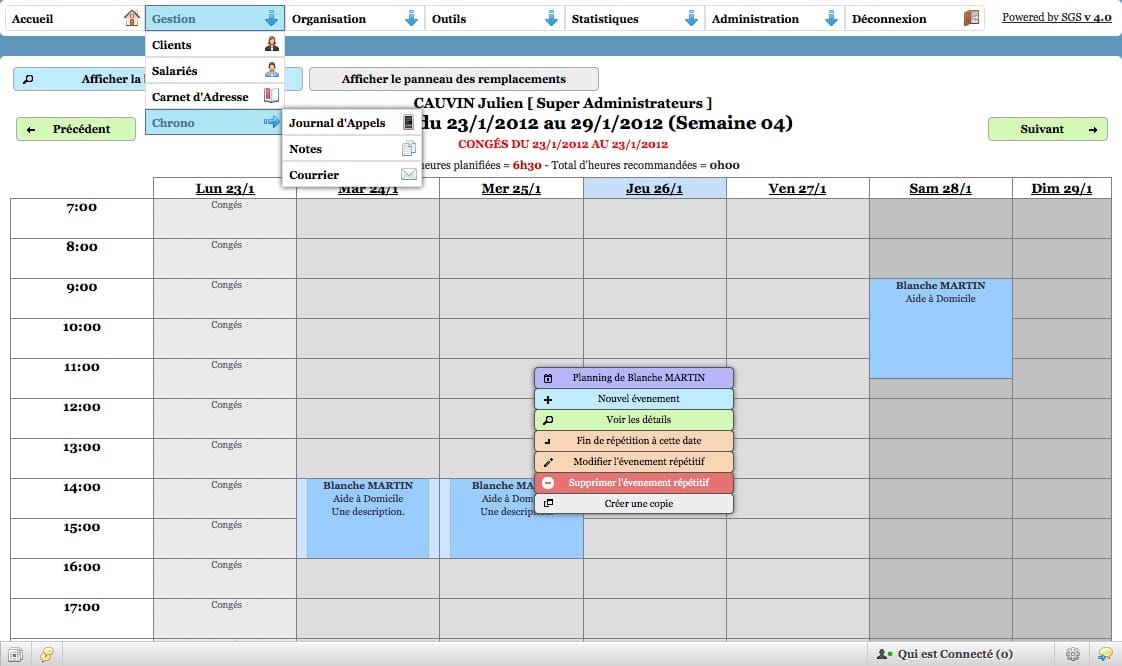 Accueil Gestion Organisation Outils Statistiques Administration Déconnexion Powered by SGS v 4.0
Clients
Salariés
Carnet d'Adresse
Chrono
Journal d'Appels
Notes
Courrier
Afficher la
Afficher le panneau des remplacements
CAUVIN Julien [ Super Administrateurs ]
Précédent
du 23/1/2012 au 29/1/2012 (Semaine 04)
Suivant
CONGÉS DU 23/1/2012 AU 23/1/2012
heures planifiées = 6h30 - Total d'heures recommandées = 0h00
Lun 23/1 Mar 24/1 Mer 25/1 Jeu 26/1 Ven 27/1 Sam 28/1 Dim 29/1
7:00 Congés
8:00 Congés
9:00 Congés Blanche MARTIN
Aide à Domicile
10:00 Congés
11:00 Congés
12:00 Congés
13:00 Congés
14:00 Congés Blanche MARTIN Blanche MA
Aide à Domicile Aide à Dom
Une description. Une descrip
15:00 Congés
16:00 Congés
17:00 Congés
Planning de Blanche MARTIN
Nouvel évenement
Voir les détails
Fin de répétition à cette date
Modifier l'évenement répétitif
Supprimer l'évenement répétitif
Créer une copie
Qui est Connecté (0)